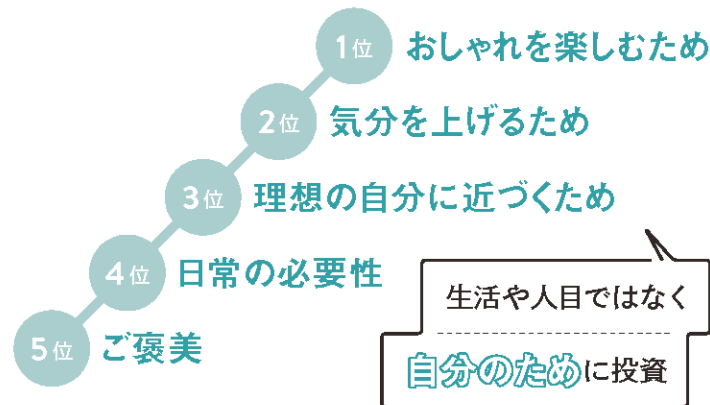 1位 おしゃれを楽しむため
2位 気分を上げるため
3位 理想の自分に近づくため
4位 日常の必要性
5位 ご褒美
生活や人目ではなく
自分のために投資